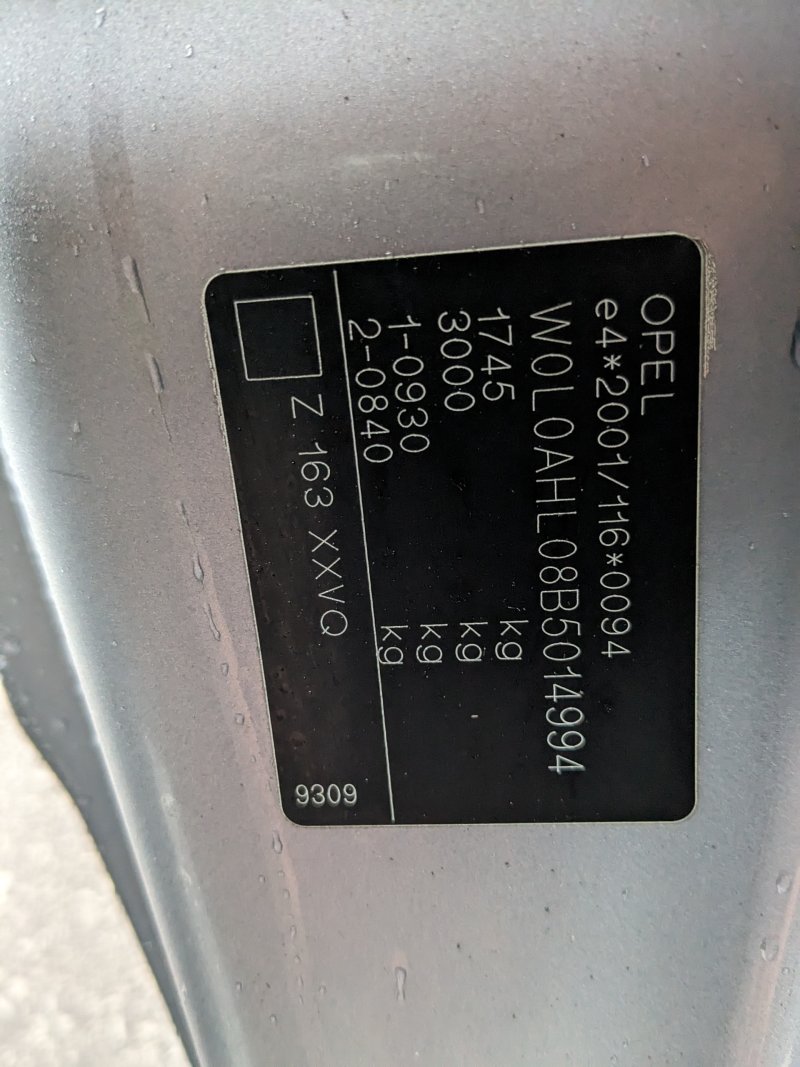 OPEL
e4*2001/116*0094
W0L0AHL08B5014994
1745 kg
3000 kg
1-0930 kg
2-0840 kg
Z 163 XXVQ
9309